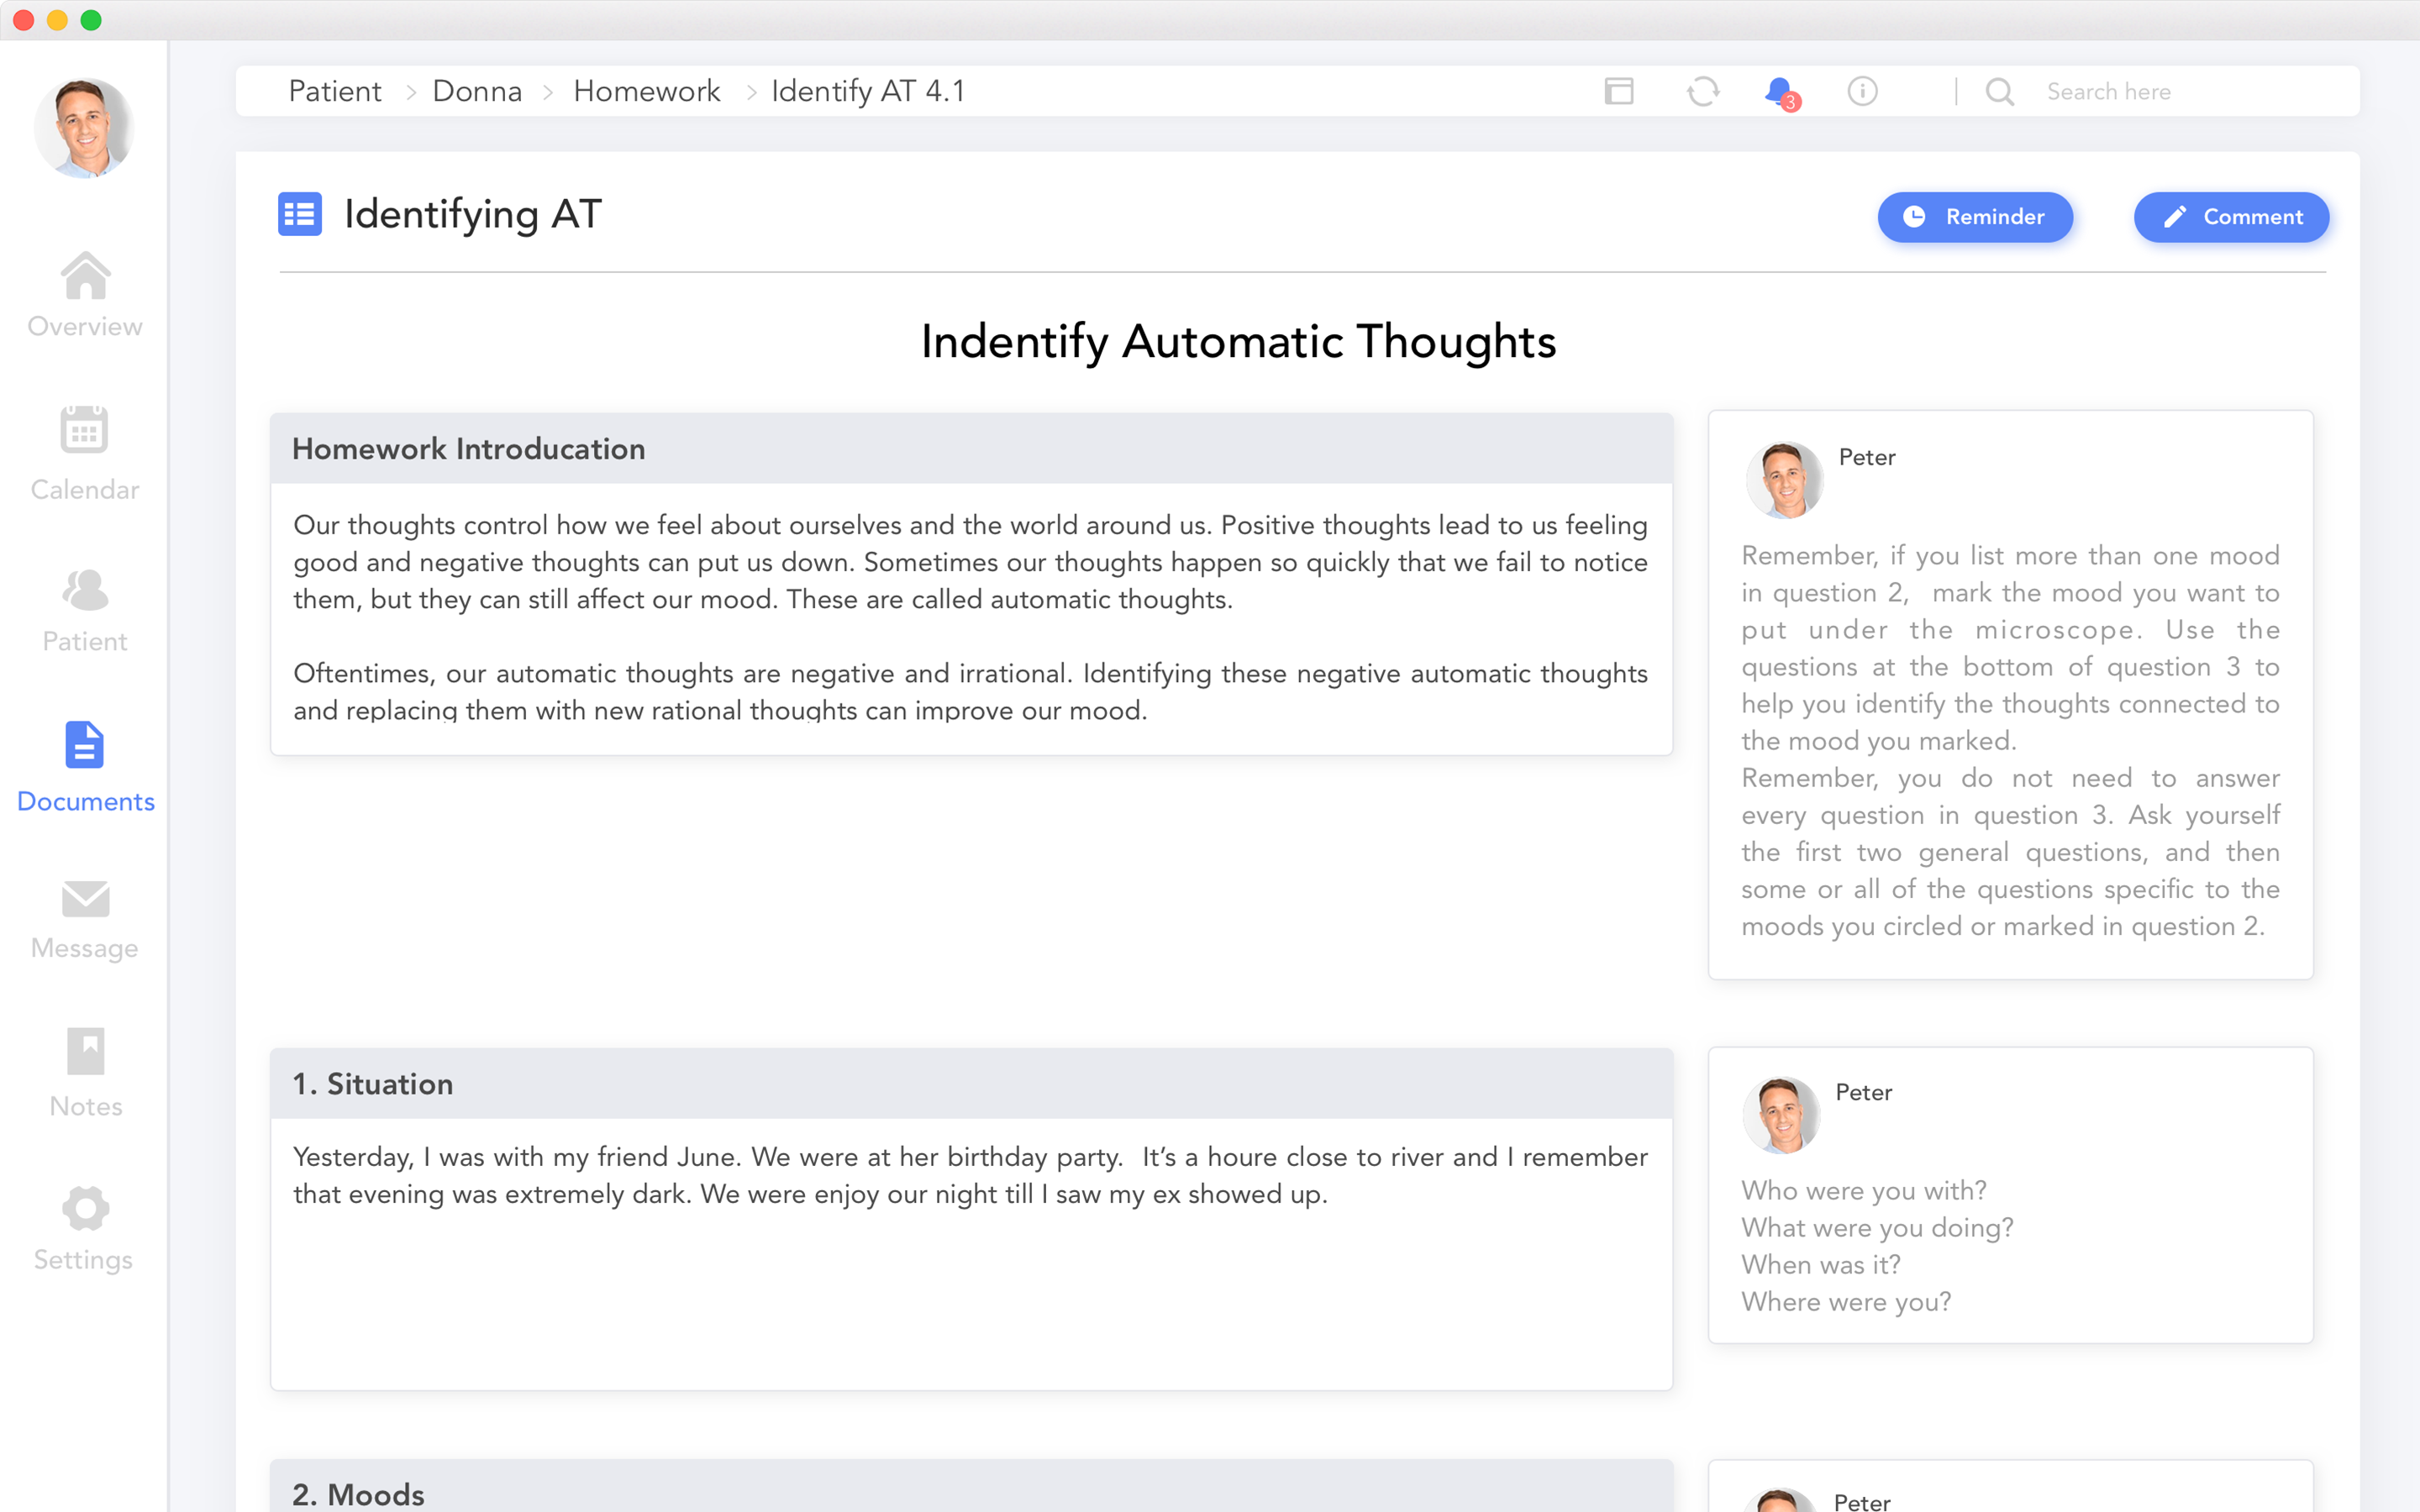 Patient > Donna > Homework > Identify AT 4.1
3
Search here
Overview
Calendar
Patient
Documents
Message
Notes
Settings
Identifying AT
Reminder
Comment
Indentify Automatic Thoughts
Homework Introducation
Our thoughts control how we feel about ourselves and the world around us. Positive thoughts lead to us feeling
good and negative thoughts can put us down. Sometimes our thoughts happen so quickly that we fail to notice
them, but they can still affect our mood. These are called automatic thoughts.
Oftentimes, our automatic thoughts are negative and irrational. Identifying these negative automatic thoughts
and replacing them with new rational thoughts can improve our mood.
Peter
Remember, if you list more than one mood
in question 2, mark the mood you want to
put under the microscope. Use the
questions at the bottom of question 3 to
help you identify the thoughts connected to
the mood you marked.
Remember, you do not need to answer
every question in question 3. Ask yourself
the first two general questions, and then
some or all of the questions specific to the
moods you circled or marked in question 2.
1. Situation
Yesterday, I was with my friend June. We were at her birthday party. It’s a houre close to river and I remember
that evening was extremely dark. We were enjoy our night till I saw my ex showed up.
Peter
Who were you with?
What were you doing?
When was it?
Where were you?
2. Moods
Peter